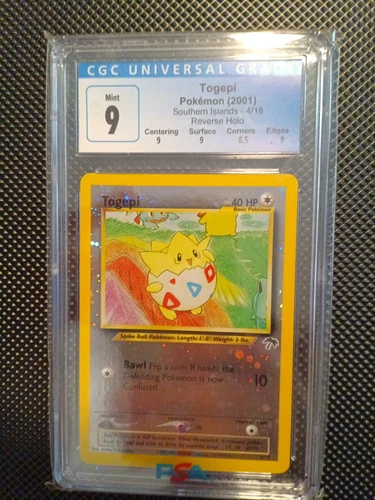 CGC UNIVERSAL GRADE
Mint
9
Togepi
Pokémon (2001)
Southern Islands - 4/18
Reverse Holo
Centering Surface Corners Edges
9 9 8.5 9
Togepi
40 HP
Basic Pokémon
Spike Ball Pokémon. Length: 1' 0", Weight: 3 lbs.
Bawl Flip a coin. If heads, the
Defending Pokémon is now
Confused.
10
PSA